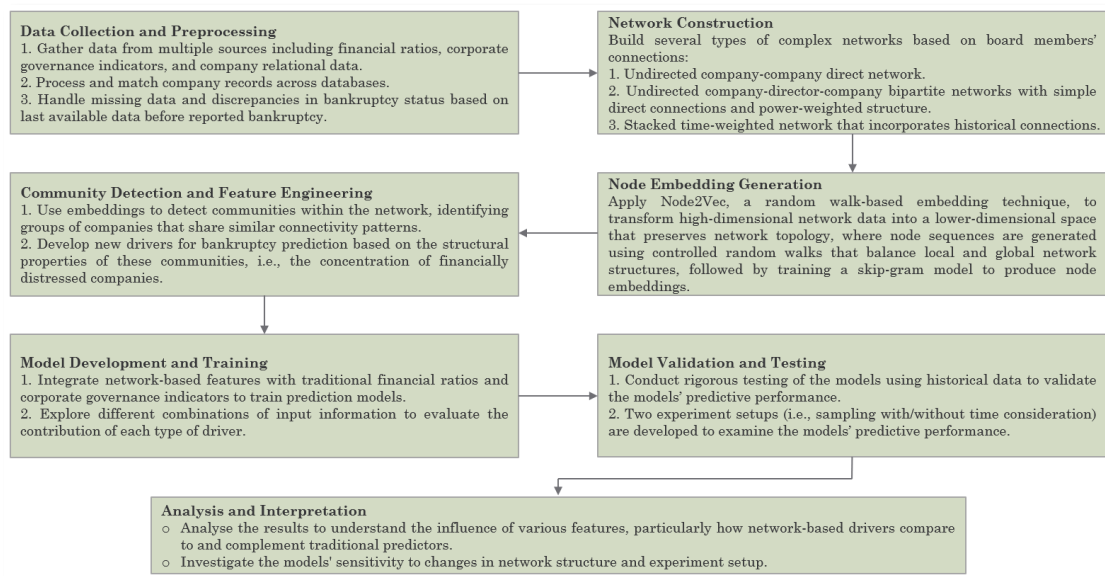 Data Collection and Preprocessing
1. Gather data from multiple sources including financial ratios, corporate
governance indicators, and company relational data.
2. Process and match company records across databases.
3. Handle missing data and discrepancies in bankruptcy status based on
last available data before reported bankruptcy.
Network Construction
Build several types of complex networks based on board members'
connections:
1. Undirected company-company direct network.
2. Undirected company-director-company bipartite networks with simple
direct connections and power-weighted structure.
3. Stacked time-weighted network that incorporates historical connections.
Node Embedding Generation
Apply Node2Vec, a random walk-based embedding technique, to
transform high-dimensional network data into a lower-dimensional space
that preserves network topology, where node sequences are generated
using controlled random walks that balance local and global network
structures, followed by training a skip-gram model to produce node
embeddings.
Community Detection and Feature Engineering
1. Use embeddings to detect communities within the network, identifying
groups of companies that share similar connectivity patterns.
2. Develop new drivers for bankruptcy prediction based on the structural
properties of these communities, i.e., the concentration of financially
distressed companies.
Model Development and Training
1. Integrate network-based features with traditional financial ratios and
corporate governance indicators to train prediction models.
2. Explore different combinations of input information to evaluate the
contribution of each type of driver.
Model Validation and Testing
1. Conduct rigorous testing of the models using historical data to validate
the models' predictive performance.
2. Two experiment setups (i.e., sampling with/without time consideration)
are developed to examine the models' predictive performance.
Analysis and Interpretation
○ Analyse the results to understand the influence of various features, particularly how network-based drivers compare
to and complement traditional predictors.
○ Investigate the models' sensitivity to changes in network structure and experiment setup.